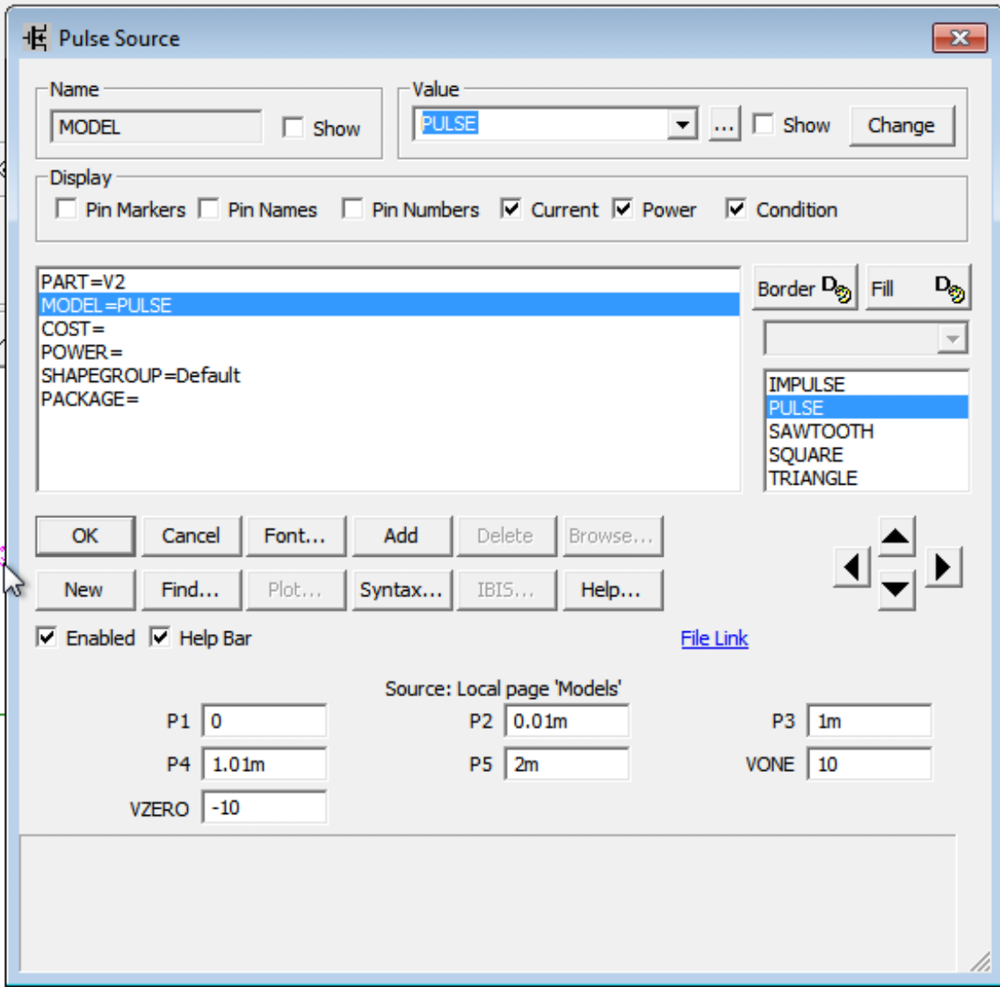 Pulse Source
Name
MODEL Show
Value
PULSE ... Show Change
Display
Pin Markers Pin Names Pin Numbers Current Power Condition
PART=V2
MODEL=PULSE
COST=
POWER=
SHAPEGROUP=Default
PACKAGE=
Border D Fill D
IMPULSE
PULSE
SAWTOOTH
SQUARE
TRIANGLE
OK Cancel Font... Add Delete Browse...
New Find... Plot... Syntax... IBIS... Help...
Enabled Help Bar File Link
Source: Local page 'Models'
P1 0 P2 0.01m P3 1m
P4 1.01m P5 2m VONE 10
VZERO -10